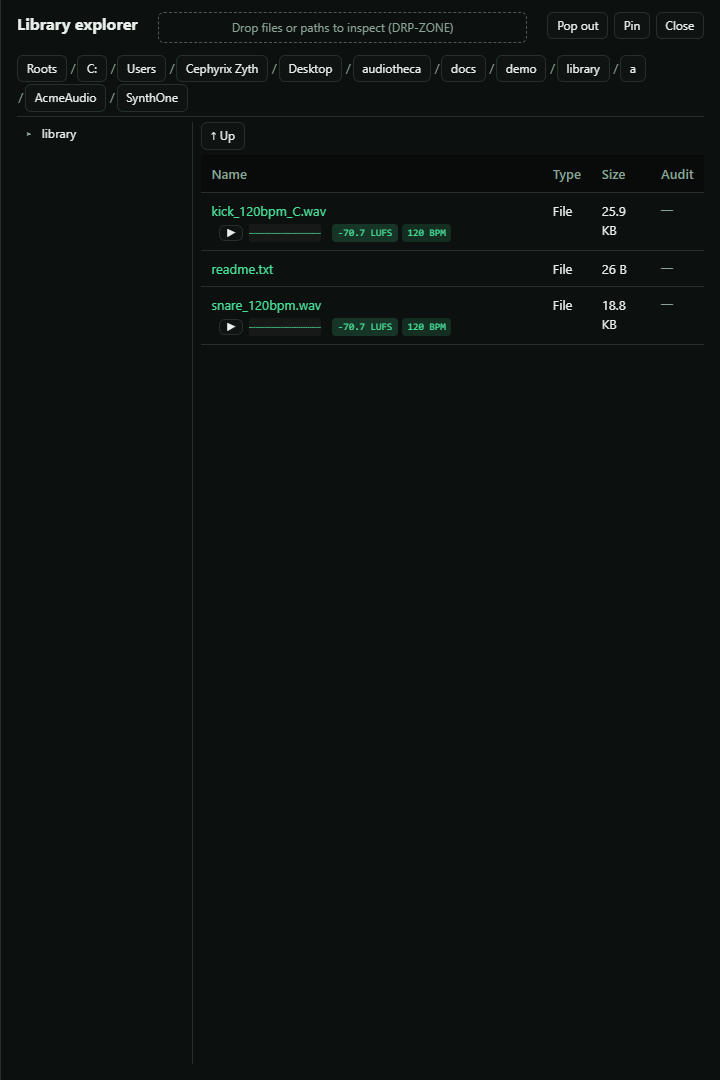 Library explorer
Drop files or paths to inspect (DRP-ZONE)
Pop out
Pin
Close
Roots / C: / Users / Cephyrix Zyth / Desktop / audiotheca / docs / demo / library / a
/ AcmeAudio / SynthOne
▸ library
↑ Up
Name Type Size Audit
kick_120bpm_C.wav File 25.9 KB —
▶ -70.7 LUFS 120 BPM
readme.txt File 26 B —
snare_120bpm.wav File 18.8 KB —
▶ -70.7 LUFS 120 BPM